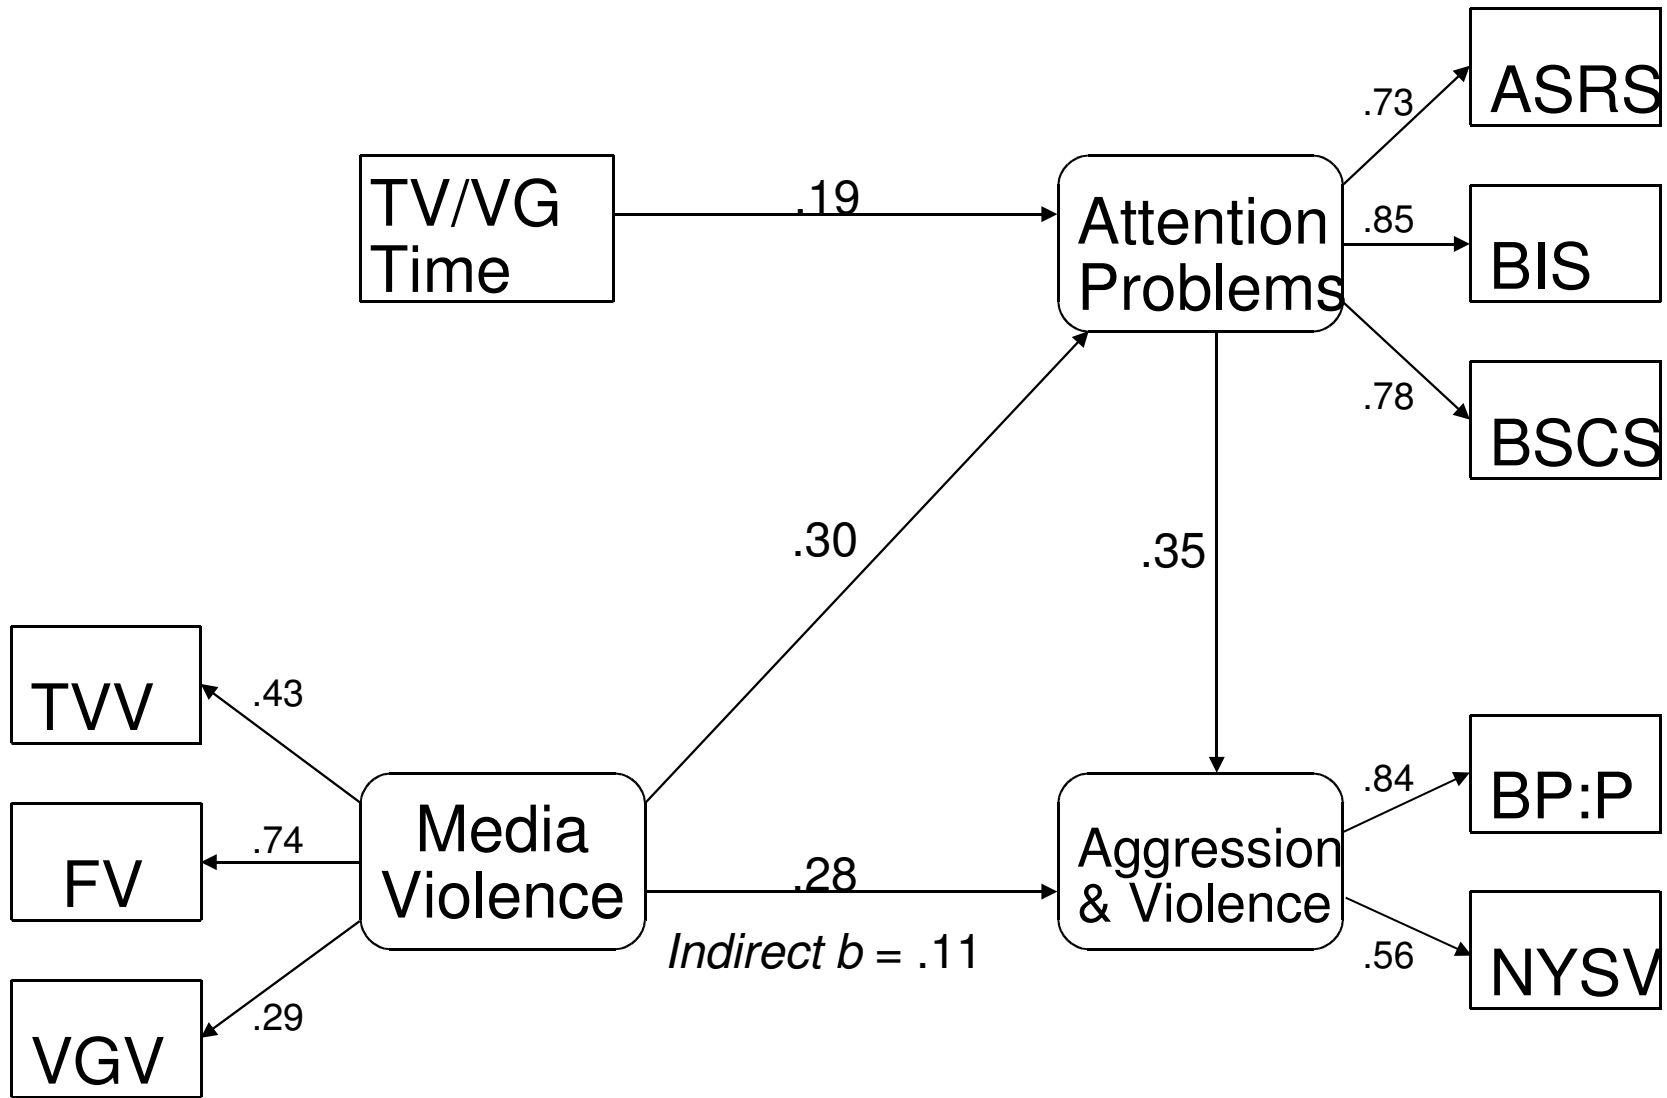 ASRS
.73
TV/VG
Time
.19
Attention
Problems
.85
BIS
.78
BSCS
.30
.35
TVV
.43
FV
.74
Media
Violence
.28
Indirect b = .11
Aggression
& Violence
.84
BP:P
.56
NYSV
.29
VGV